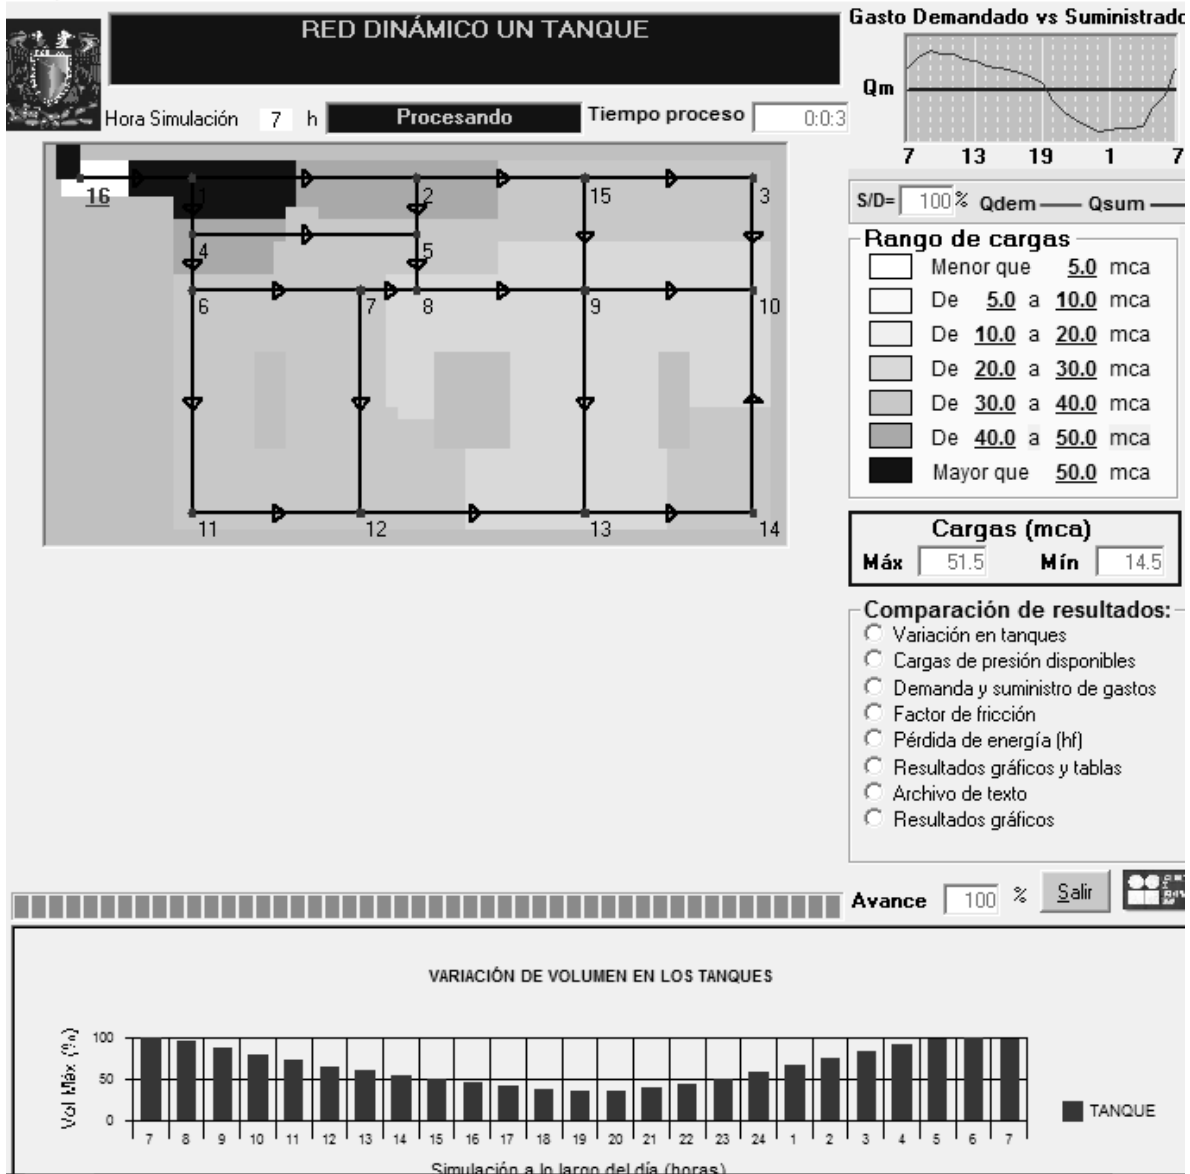 RED DINÁMICO UN TANQUE
Hora Simulación 7 h Procesando Tiempo proceso 0:0:3
Gasto Demandado vs Suministrado
Qm
7 13 19 1 7
S/D= 100 % Qdem Qsum
Rango de cargas
Menor que 5.0 mca
De 5.0 a 10.0 mca
De 10.0 a 20.0 mca
De 20.0 a 30.0 mca
De 30.0 a 40.0 mca
De 40.0 a 50.0 mca
Mayor que 50.0 mca
16 1 2 15 3
4 5
6 7 8 9 10
11 12 13 14
Cargas (mca)
Máx 51.5 Mín 14.5
Comparación de resultados:
Variación en tanques
Cargas de presión disponibles
Demanda y suministro de gastos
Factor de fricción
Pérdida de energía (hf)
Resultados gráficos y tablas
Archivo de texto
Resultados gráficos
Avance 100 % Salir
VARIACIÓN DE VOLUMEN EN LOS TANQUES
Vol Máx (%)
100
50
0
7 8 9 10 11 12 13 14 15 16 17 18 19 20 21 22 23 24 1 2 3 4 5 6 7
TANQUE
Simulación a lo largo del día (horas)